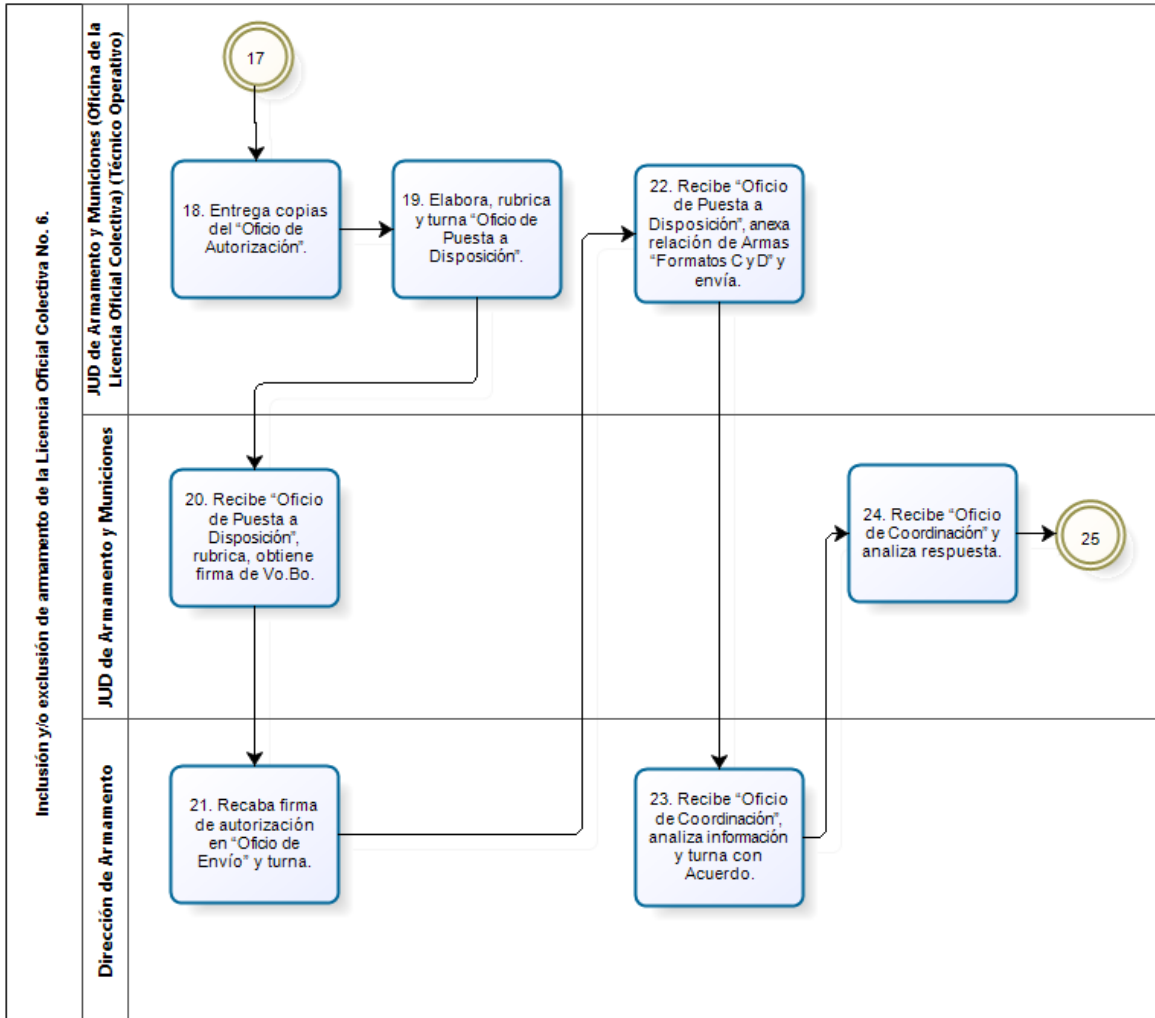 Inclusión y/o exclusión de armamento de la Licencia Oficial Colectiva No. 6.
JUD de Armamento y Municiones (Oficina de la
Licencia Oficial Colectiva) (Técnico Operativo)
17
18. Entrega copias
del “Oficio de
Autorización”.
19. Elabora, rubrica
y turna “Oficio de
Puesta a
Disposición”.
22. Recibe “Oficio
de Puesta a
Disposición”, anexa
relación de Armas
“Formatos C y D” y
envía.
JUD de Armamento y Municiones
20. Recibe “Oficio
de Puesta a
Disposición”,
rubrica, obtiene
firma de Vo.Bo.
24. Recibe “Oficio
de Coordinación” y
analiza respuesta.
25
Dirección de Armamento
21. Recaba firma
de autorización
en “Oficio de
Envío” y turna.
23. Recibe “Oficio
de Coordinación”,
analiza información
y turna con
Acuerdo.